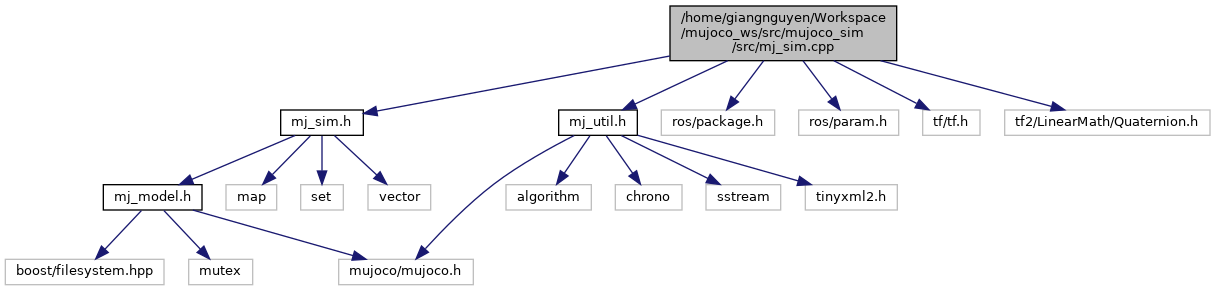 /home/giangnguyen/Workspace
/mujoco_ws/src/mujoco_sim
/src/mj_sim.cpp
mj_sim.h
mj_util.h
ros/package.h
ros/param.h
tf/tf.h
tf2/LinearMath/Quaternion.h
mj_model.h
map
set
vector
algorithm
chrono
sstream
tinyxml2.h
boost/filesystem.hpp
mutex
mujoco/mujoco.h